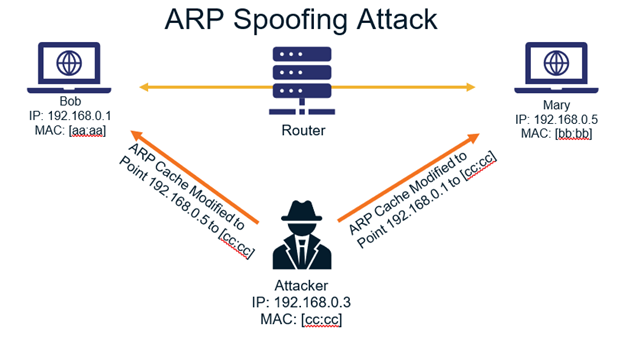 ARP Spoofing Attack
Bob
IP: 192.168.0.1
MAC: [aa:aa]
Router
Mary
IP: 192.168.0.5
MAC: [bb:bb]
ARP Cache Modified to
Point 192.168.0.5 to [cc:cc]
ARP Cache Modified to
Point 192.168.0.1 to [cc:cc]
Attacker
IP: 192.168.0.3
MAC: [cc:cc]